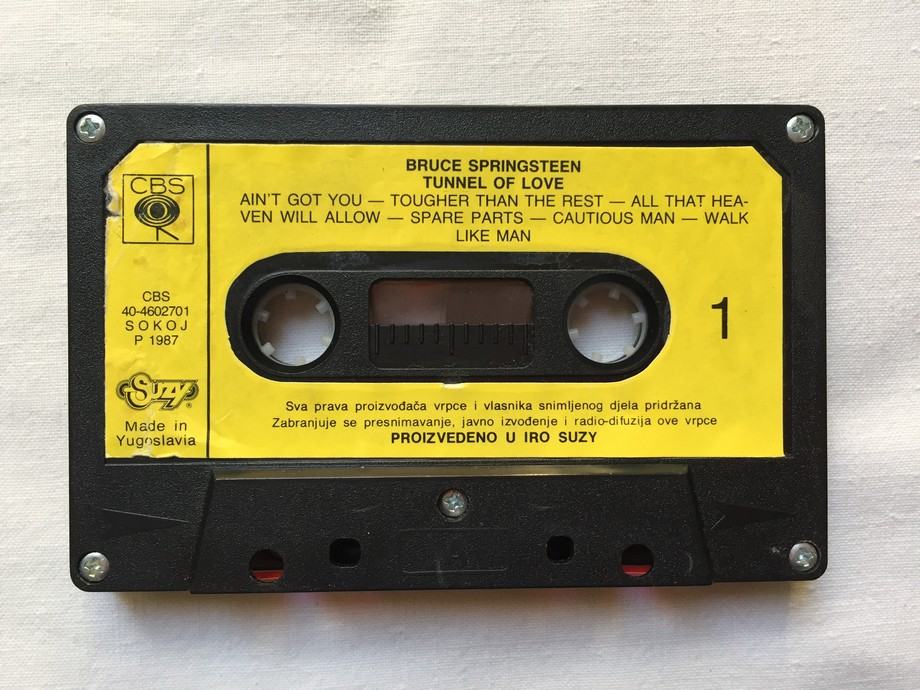 BRUCE SPRINGSTEEN
TUNNEL OF LOVE
AIN'T GOT YOU — TOUGHER THAN THE REST — ALL THAT HEA-
VEN WILL ALLOW — SPARE PARTS — CAUTIOUS MAN — WALK
LIKE MAN
CBS
CBS
40-4602701
SOKOJ
P 1987
Suzy®
Made in
Yugoslavia
1
Sva prava proizvođača vrpce i vlasnika snimljenog djela pridržana
Zabranjuje se presnimavanje, javno izvođenje i radio-difuzija ove vrpce
PROIZVEDENO U IRO SUZY